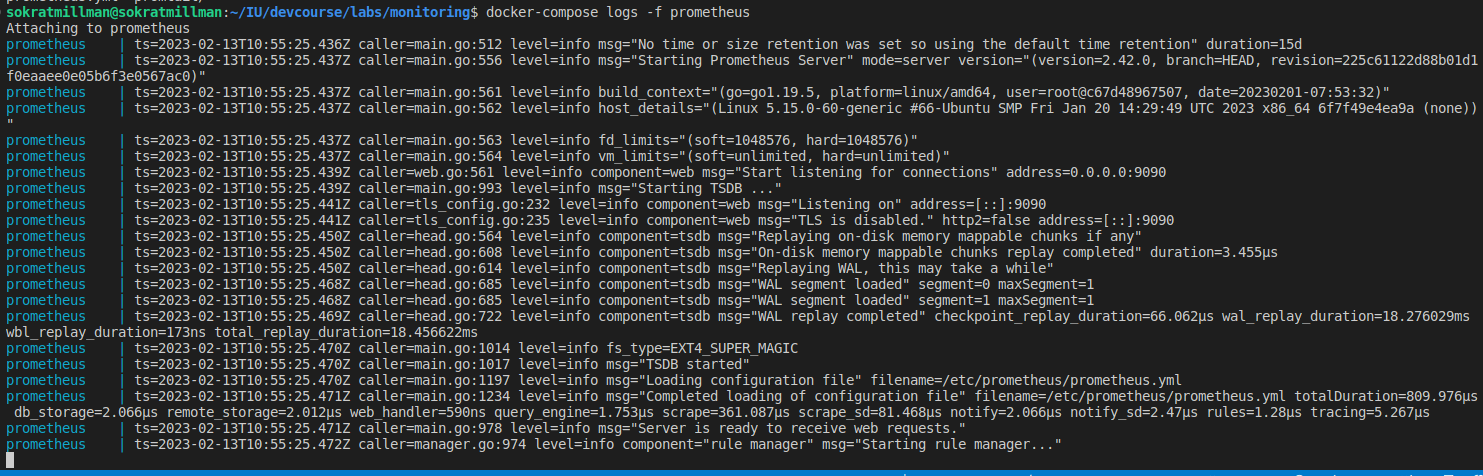 sokratmillman@sokratmillman:~/IU/devcourse/labs/monitoring$ docker-compose logs -f prometheus
Attaching to prometheus
prometheus    | ts=2023-02-13T10:55:25.436Z caller=main.go:512 level=info msg="No time or size retention was set so using the default time retention" duration=15d
prometheus    | ts=2023-02-13T10:55:25.437Z caller=main.go:556 level=info msg="Starting Prometheus Server" mode=server version="(version=2.42.0, branch=HEAD, revision=225c61122d88b01d1
f0eaaee0e05b6f3e0567ac0)"
prometheus    | ts=2023-02-13T10:55:25.437Z caller=main.go:561 level=info build_context="(go=go1.19.5, platform=linux/amd64, user=root@c67d48967507, date=20230201-07:53:32)"
prometheus    | ts=2023-02-13T10:55:25.437Z caller=main.go:562 level=info host_details="(Linux 5.15.0-60-generic #66-Ubuntu SMP Fri Jan 20 14:29:49 UTC 2023 x86_64 6f7f49e4ea9a (none))
"
prometheus    | ts=2023-02-13T10:55:25.437Z caller=main.go:563 level=info fd_limits="(soft=1048576, hard=1048576)"
prometheus    | ts=2023-02-13T10:55:25.437Z caller=main.go:564 level=info vm_limits="(soft=unlimited, hard=unlimited)"
prometheus    | ts=2023-02-13T10:55:25.439Z caller=web.go:561 level=info component=web msg="Start listening for connections" address=0.0.0.0:9090
prometheus    | ts=2023-02-13T10:55:25.439Z caller=main.go:993 level=info msg="Starting TSDB ..."
prometheus    | ts=2023-02-13T10:55:25.441Z caller=tls_config.go:232 level=info component=web msg="Listening on" address=[::]:9090
prometheus    | ts=2023-02-13T10:55:25.441Z caller=tls_config.go:235 level=info component=web msg="TLS is disabled." http2=false address=[::]:9090
prometheus    | ts=2023-02-13T10:55:25.450Z caller=head.go:564 level=info component=tsdb msg="Replaying on-disk memory mappable chunks if any"
prometheus    | ts=2023-02-13T10:55:25.450Z caller=head.go:608 level=info component=tsdb msg="On-disk memory mappable chunks replay completed" duration=3.455µs
prometheus    | ts=2023-02-13T10:55:25.450Z caller=head.go:614 level=info component=tsdb msg="Replaying WAL, this may take a while"
prometheus    | ts=2023-02-13T10:55:25.468Z caller=head.go:685 level=info component=tsdb msg="WAL segment loaded" segment=0 maxSegment=1
prometheus    | ts=2023-02-13T10:55:25.468Z caller=head.go:685 level=info component=tsdb msg="WAL segment loaded" segment=1 maxSegment=1
prometheus    | ts=2023-02-13T10:55:25.469Z caller=head.go:722 level=info component=tsdb msg="WAL replay completed" checkpoint_replay_duration=66.062µs wal_replay_duration=18.276029ms
wbl_replay_duration=173ns total_replay_duration=18.456622ms
prometheus    | ts=2023-02-13T10:55:25.470Z caller=main.go:1014 level=info fs_type=EXT4_SUPER_MAGIC
prometheus    | ts=2023-02-13T10:55:25.470Z caller=main.go:1017 level=info msg="TSDB started"
prometheus    | ts=2023-02-13T10:55:25.470Z caller=main.go:1197 level=info msg="Loading configuration file" filename=/etc/prometheus/prometheus.yml
prometheus    | ts=2023-02-13T10:55:25.471Z caller=main.go:1234 level=info msg="Completed loading of configuration file" filename=/etc/prometheus/prometheus.yml totalDuration=809.976µs
db_storage=2.066µs remote_storage=2.012µs web_handler=590ns query_engine=1.753µs scrape=361.087µs scrape_sd=81.468µs notify=2.066µs notify_sd=2.47µs rules=1.28µs tracing=5.267µs
prometheus    | ts=2023-02-13T10:55:25.471Z caller=main.go:978 level=info msg="Server is ready to receive web requests."
prometheus    | ts=2023-02-13T10:55:25.472Z caller=manager.go:974 level=info component="rule manager" msg="Starting rule manager..."